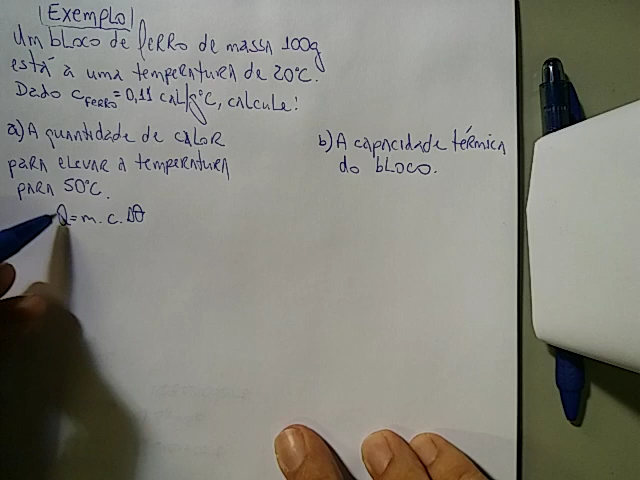 Exemplo
Um bloco de ferro de massa 100g
está a uma temperatura de 20°C.
Dado cFERRO = 0,11 cal/g°C, calcule:
a) A quantidade de calor
para elevar a temperatura
para 50°C.
Q = m.c.Δθ
b) A capacidade térmica
do bloco.